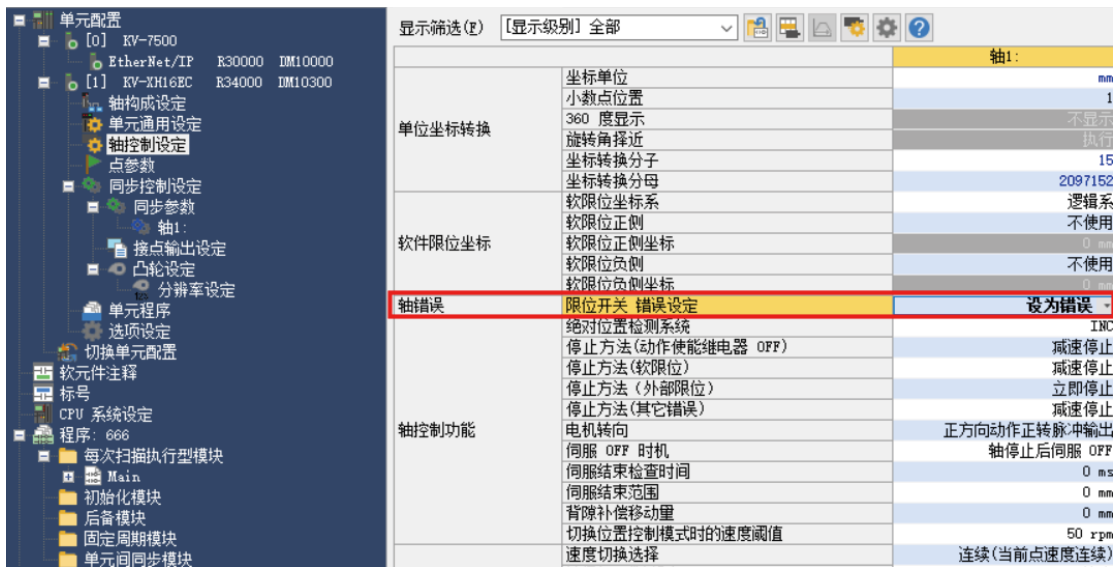 单元配置
[0] KV-7500
EtherNet/IP R30000 DM10000
[1] KV-XH16EC R34000 DM10300
轴构成设定
单元通用设定
轴控制设定
点参数
同步控制设定
同步参数
轴1:
接点输出设定
凸轮设定
分辨率设定
单元程序
选项设定
切换单元配置
软元件注释
标号
CPU 系统设定
程序: 666
每次扫描执行型模块
Main
初始化模块
后备模块
固定周期模块
单元间同步模块
显示筛选(F) [显示级别] 全部
轴1:
单位坐标转换
坐标单位 mm
小数点位置 1
360 度显示 不显示
旋转角择近 执行
坐标转换分子 15
坐标转换分母 2097152
软件限位坐标
软限位坐标系 逻辑系
软限位正侧 不使用
软限位正侧坐标 0 mm
软限位负侧 不使用
软限位负侧坐标 0 mm
轴错误 限位开关 错误设定 设为错误
轴控制功能
绝对位置检测系统 INC
停止方法(动作使能继电器 OFF) 减速停止
停止方法(软限位) 减速停止
停止方法（外部限位） 立即停止
停止方法(其它错误) 减速停止
电机转向 正方向动作正转脉冲输出
伺服 OFF 时机 轴停止后伺服 OFF
伺服结束检查时间 0 ms
伺服结束范围 0 mm
背隙补偿移动量 0 mm
切换位置控制模式时的速度阈值 50 rpm
速度切换选择 连续(当前点速度连续)